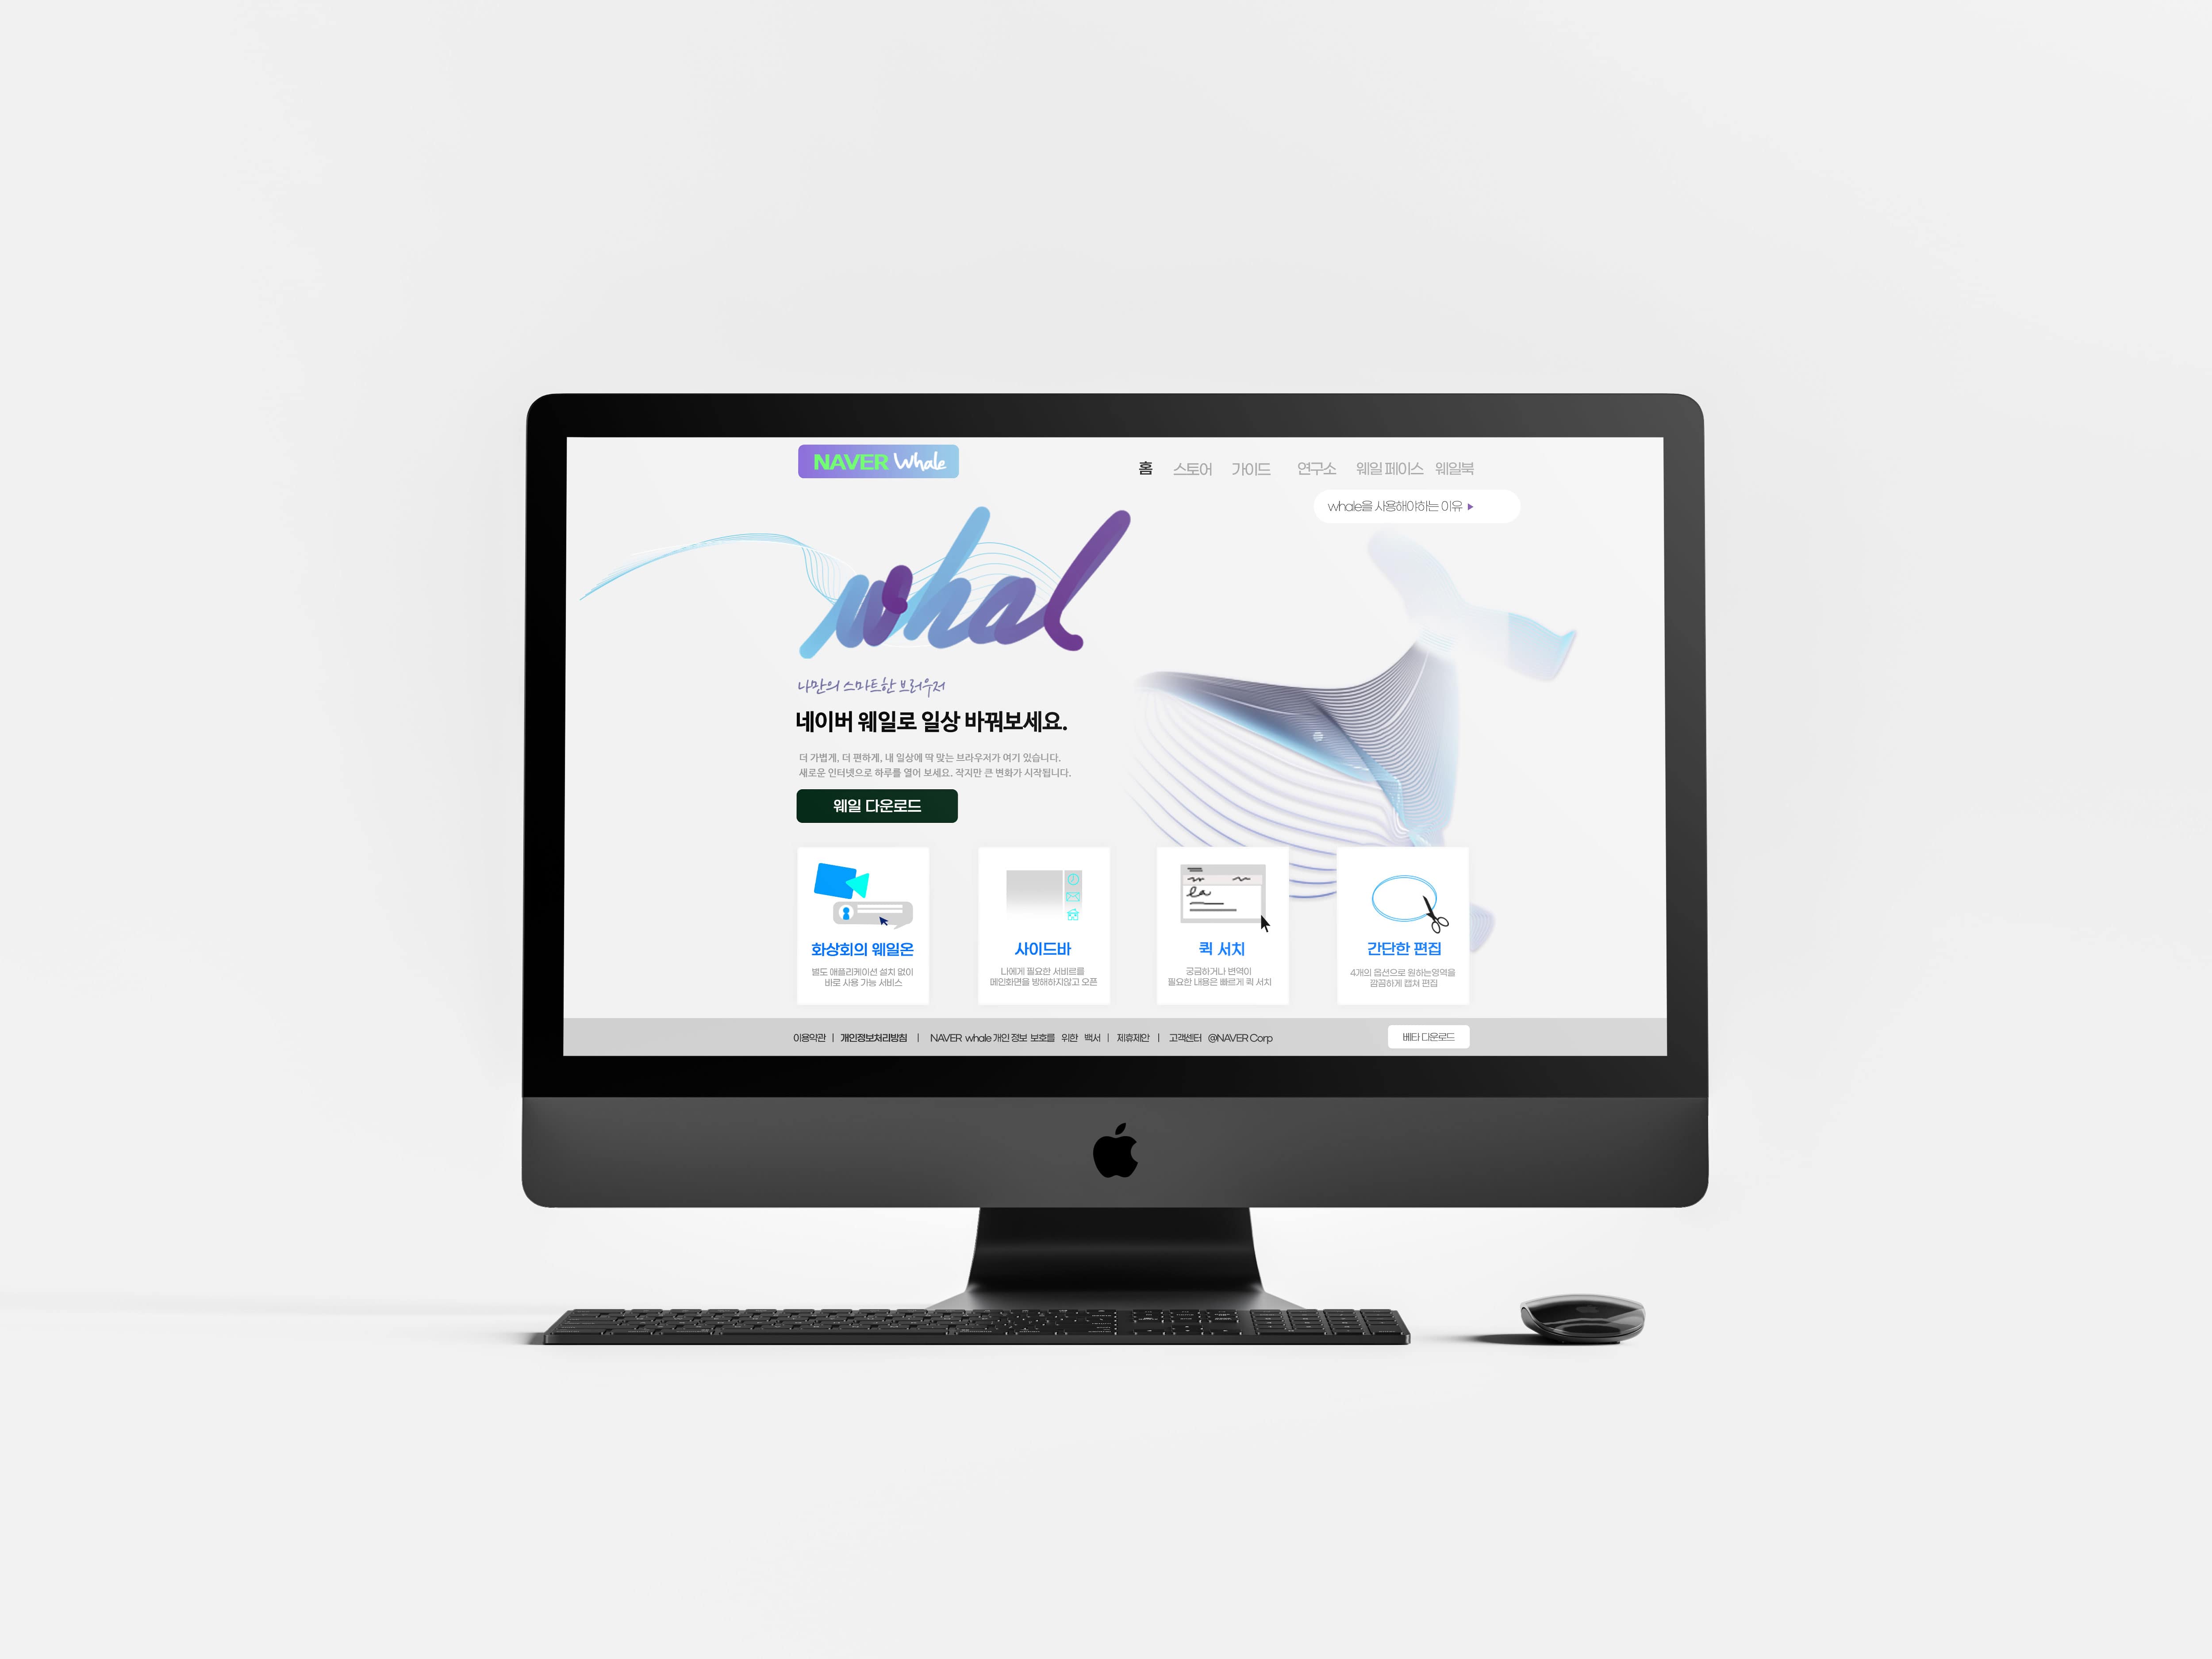 NAVER Whale
홈 스토어 가이드 연구소 웨일 페이스 웨일북
whale을 사용해야하는 이유 ▶
whal
나만의 스마트한 브러우저
네이버 웨일로 일상 바꿔보세요.
더 가볍게, 더 편하게, 내 일상에 딱 맞는 브라우저가 여기 있습니다.
새로운 인터넷으로 하루를 열어 보세요. 작지만 큰 변화가 시작됩니다.
웨일 다운로드
화상회의 웨일온
별도 애플리케이션 설치 없이
바로 사용 가능 서비스
사이드바
나에게 필요한 서비르를
메인화면을 방해하지않고 오픈
퀵 서치
궁금하거나 변역이
필요한 내용은 빠르게 퀵 서치
간단한 편집
4개의 옵션으로 원하는영역을
깜끔하게 캡쳐 편집
이용약관 | 개인정보처리방침 | NAVER whale 개인 정보 보호를 위한 백서 | 제휴제안 | 고객센터 @NAVER Corp
베타 다운로드